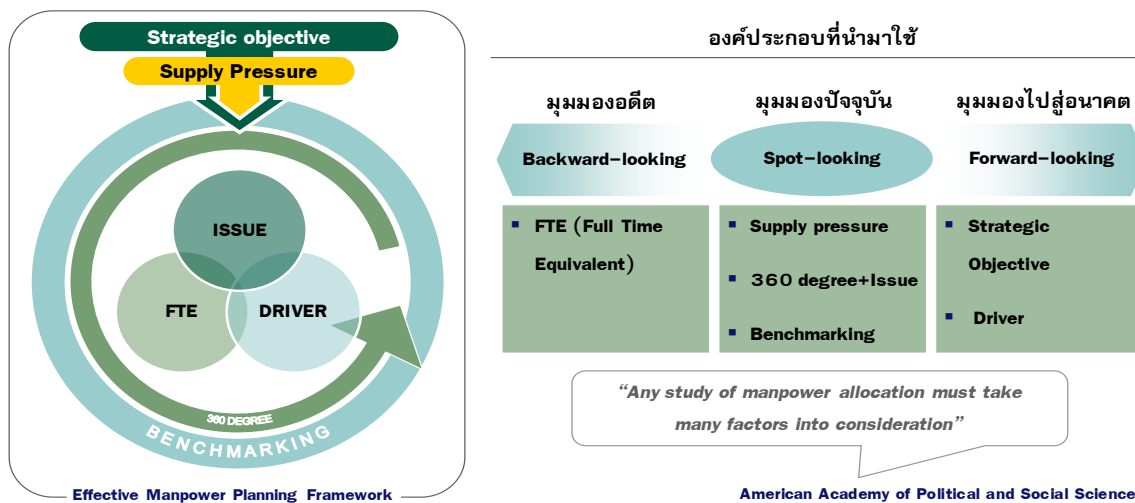 Strategic objective
Supply Pressure
ISSUE
FTE
DRIVER
360 DEGREE
BENCHMARKING
Effective Manpower Planning Framework
องค์ประกอบที่นำมาใช้
มุมมองอดีต
มุมมองปัจจุบัน
มุมมองไปสู่อนาคต
Backward-looking
Spot-looking
Forward-looking
▪ FTE (Full Time
Equivalent)
▪ Supply pressure
▪ 360 degree+Issue
▪ Benchmarking
▪ Strategic
Objective
▪ Driver
“Any study of manpower allocation must take
many factors into consideration”
American Academy of Political and Social Science